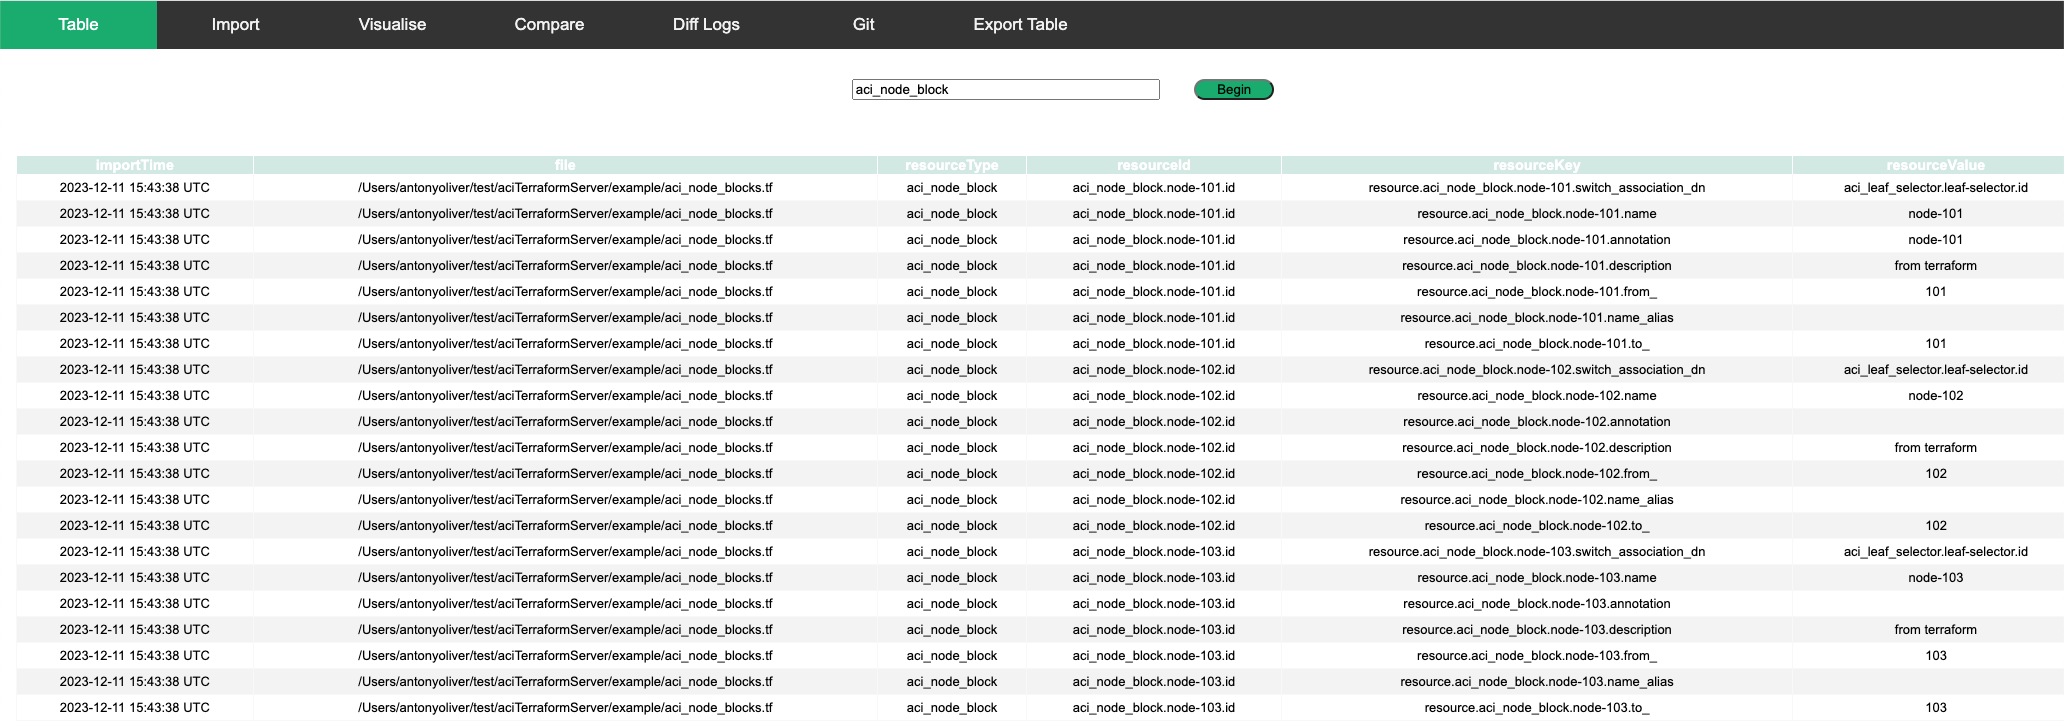 Table Import Visualise Compare Diff Logs Git Export Table
aci_node_block Begin
importTime file resourceType resourceId resourceKey resourceValue
2023-12-11 15:43:38 UTC /Users/antonyoliver/test/aciTerraformServer/example/aci_node_blocks.tf aci_node_block aci_node_block.node-101.id resource.aci_node_block.node-101.switch_association_dn aci_leaf_selector.leaf-selector.id
2023-12-11 15:43:38 UTC /Users/antonyoliver/test/aciTerraformServer/example/aci_node_blocks.tf aci_node_block aci_node_block.node-101.id resource.aci_node_block.node-101.name node-101
2023-12-11 15:43:38 UTC /Users/antonyoliver/test/aciTerraformServer/example/aci_node_blocks.tf aci_node_block aci_node_block.node-101.id resource.aci_node_block.node-101.annotation node-101
2023-12-11 15:43:38 UTC /Users/antonyoliver/test/aciTerraformServer/example/aci_node_blocks.tf aci_node_block aci_node_block.node-101.id resource.aci_node_block.node-101.description from terraform
2023-12-11 15:43:38 UTC /Users/antonyoliver/test/aciTerraformServer/example/aci_node_blocks.tf aci_node_block aci_node_block.node-101.id resource.aci_node_block.node-101.from_ 101
2023-12-11 15:43:38 UTC /Users/antonyoliver/test/aciTerraformServer/example/aci_node_blocks.tf aci_node_block aci_node_block.node-101.id resource.aci_node_block.node-101.name_alias
2023-12-11 15:43:38 UTC /Users/antonyoliver/test/aciTerraformServer/example/aci_node_blocks.tf aci_node_block aci_node_block.node-101.id resource.aci_node_block.node-101.to_ 101
2023-12-11 15:43:38 UTC /Users/antonyoliver/test/aciTerraformServer/example/aci_node_blocks.tf aci_node_block aci_node_block.node-102.id resource.aci_node_block.node-102.switch_association_dn aci_leaf_selector.leaf-selector.id
2023-12-11 15:43:38 UTC /Users/antonyoliver/test/aciTerraformServer/example/aci_node_blocks.tf aci_node_block aci_node_block.node-102.id resource.aci_node_block.node-102.name node-102
2023-12-11 15:43:38 UTC /Users/antonyoliver/test/aciTerraformServer/example/aci_node_blocks.tf aci_node_block aci_node_block.node-102.id resource.aci_node_block.node-102.annotation
2023-12-11 15:43:38 UTC /Users/antonyoliver/test/aciTerraformServer/example/aci_node_blocks.tf aci_node_block aci_node_block.node-102.id resource.aci_node_block.node-102.description from terraform
2023-12-11 15:43:38 UTC /Users/antonyoliver/test/aciTerraformServer/example/aci_node_blocks.tf aci_node_block aci_node_block.node-102.id resource.aci_node_block.node-102.from_ 102
2023-12-11 15:43:38 UTC /Users/antonyoliver/test/aciTerraformServer/example/aci_node_blocks.tf aci_node_block aci_node_block.node-102.id resource.aci_node_block.node-102.name_alias
2023-12-11 15:43:38 UTC /Users/antonyoliver/test/aciTerraformServer/example/aci_node_blocks.tf aci_node_block aci_node_block.node-102.id resource.aci_node_block.node-102.to_ 102
2023-12-11 15:43:38 UTC /Users/antonyoliver/test/aciTerraformServer/example/aci_node_blocks.tf aci_node_block aci_node_block.node-103.id resource.aci_node_block.node-103.switch_association_dn aci_leaf_selector.leaf-selector.id
2023-12-11 15:43:38 UTC /Users/antonyoliver/test/aciTerraformServer/example/aci_node_blocks.tf aci_node_block aci_node_block.node-103.id resource.aci_node_block.node-103.name node-103
2023-12-11 15:43:38 UTC /Users/antonyoliver/test/aciTerraformServer/example/aci_node_blocks.tf aci_node_block aci_node_block.node-103.id resource.aci_node_block.node-103.annotation
2023-12-11 15:43:38 UTC /Users/antonyoliver/test/aciTerraformServer/example/aci_node_blocks.tf aci_node_block aci_node_block.node-103.id resource.aci_node_block.node-103.description from terraform
2023-12-11 15:43:38 UTC /Users/antonyoliver/test/aciTerraformServer/example/aci_node_blocks.tf aci_node_block aci_node_block.node-103.id resource.aci_node_block.node-103.from_ 103
2023-12-11 15:43:38 UTC /Users/antonyoliver/test/aciTerraformServer/example/aci_node_blocks.tf aci_node_block aci_node_block.node-103.id resource.aci_node_block.node-103.name_alias
2023-12-11 15:43:38 UTC /Users/antonyoliver/test/aciTerraformServer/example/aci_node_blocks.tf aci_node_block aci_node_block.node-103.id resource.aci_node_block.node-103.to_ 103